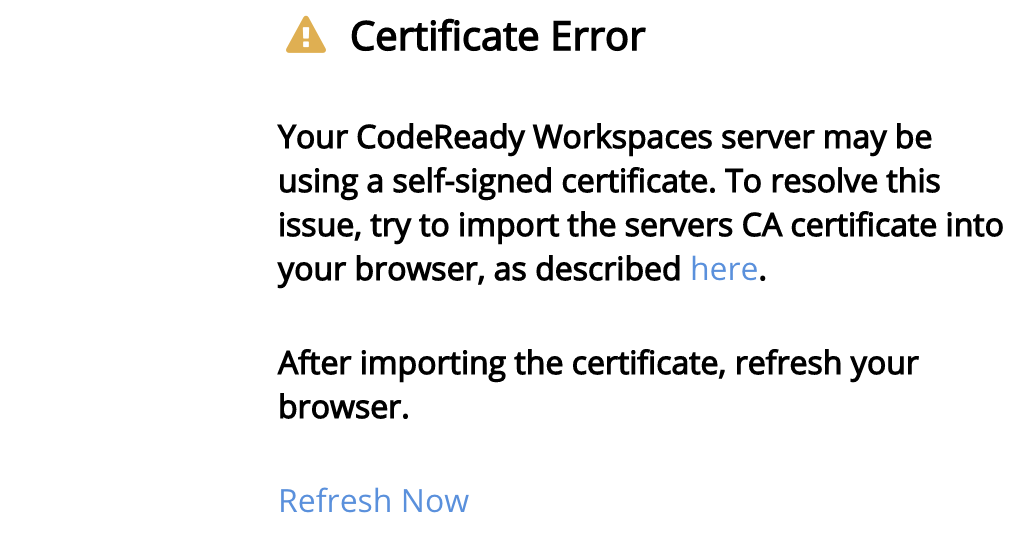 Certificate Error
Your CodeReady Workspaces server may be
using a self-signed certificate. To resolve this
issue, try to import the servers CA certificate into
your browser, as described here.
After importing the certificate, refresh your
browser.
Refresh Now